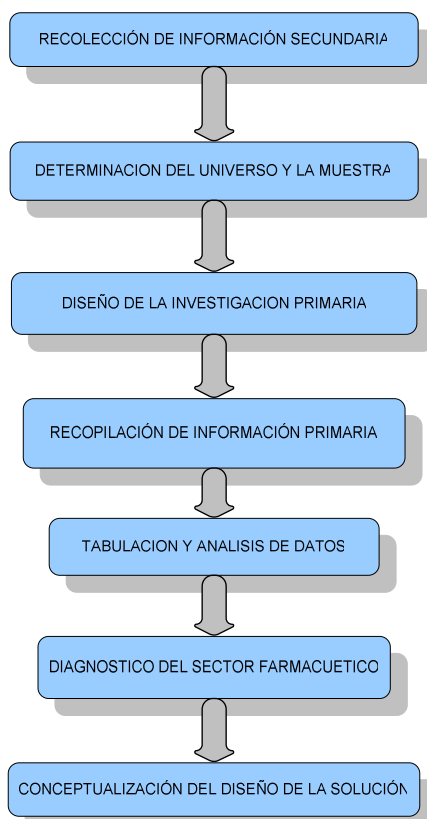 RECOLECCIÓN DE INFORMACIÓN SECUNDARIA
DETERMINACION DEL UNIVERSO Y LA MUESTRA
DISEÑO DE LA INVESTIGACION PRIMARIA
RECOPILACIÓN DE INFORMACIÓN PRIMARIA
TABULACION Y ANALISIS DE DATOS
DIAGNOSTICO DEL SECTOR FARMACUETICO
CONCEPTUALIZACIÓN DEL DISEÑO DE LA SOLUCIÓN